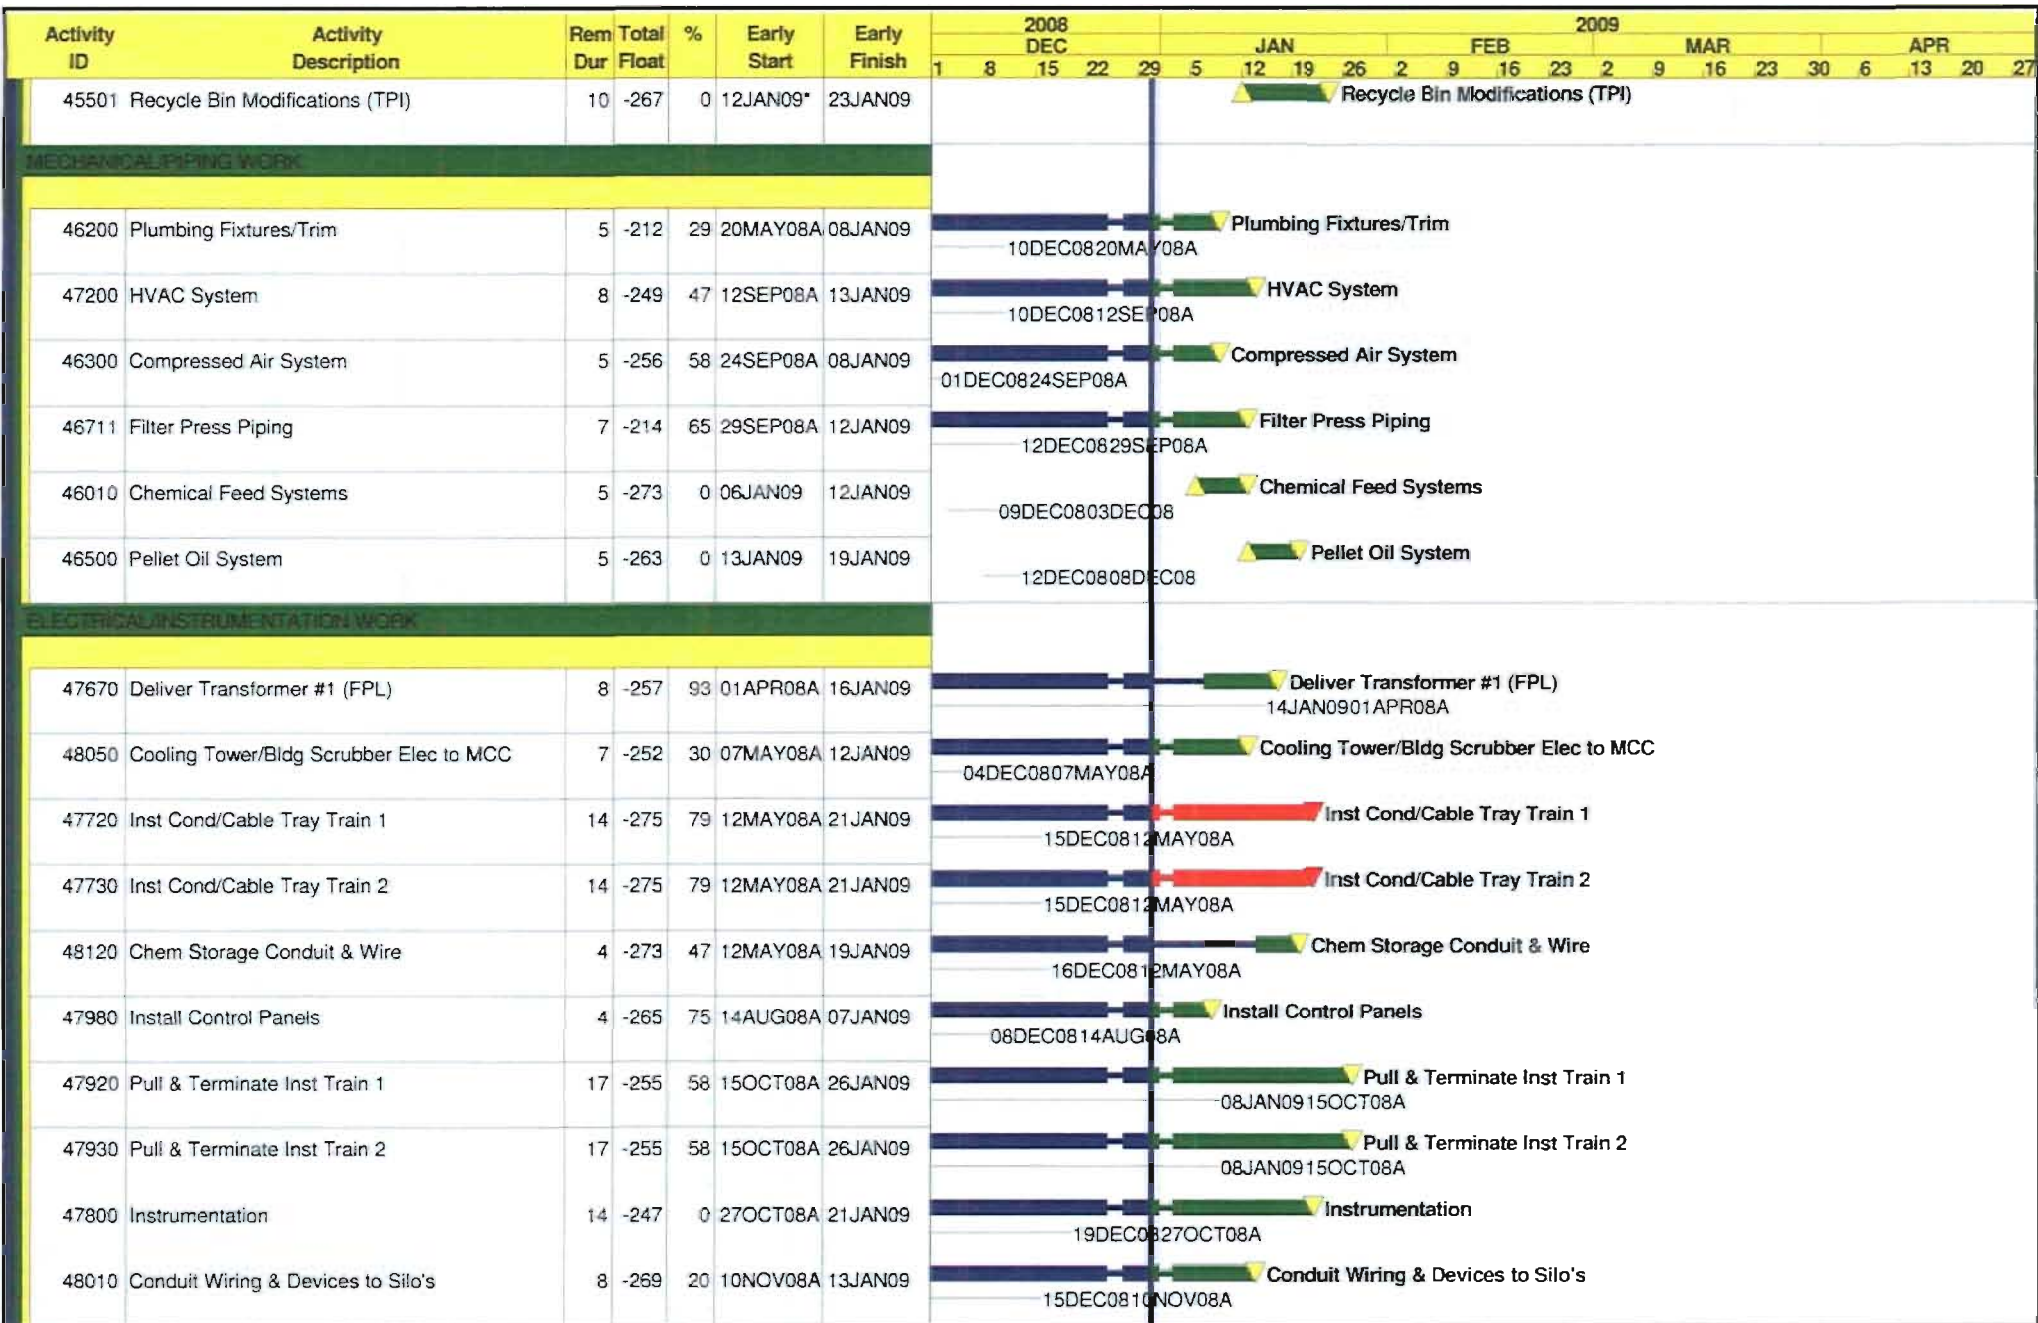 Activity ID Activity Description Rem Dur Total Float % Early Start Early Finish
2008 2009
DEC JAN FEB MAR APR
1 8 15 22 29 5 12 19 26 2 9 16 23 2 9 16 23 30 6 13 20 27
45501 Recycle Bin Modifications (TPI) 10 -267 0 12JAN09* 23JAN09 Recycle Bin Modifications (TPI)
MECHANICAL/PIPING WORK
46200 Plumbing Fixtures/Trim 5 -212 29 20MAY08A 08JAN09 Plumbing Fixtures/Trim
10DEC0820MAY08A
47200 HVAC System 8 -249 47 12SEP08A 13JAN09 HVAC System
10DEC0812SEP08A
46300 Compressed Air System 5 -256 58 24SEP08A 08JAN09 Compressed Air System
01DEC0824SEP08A
46711 Filter Press Piping 7 -214 65 29SEP08A 12JAN09 Filter Press Piping
12DEC0829SEP08A
46010 Chemical Feed Systems 5 -273 0 06JAN09 12JAN09 Chemical Feed Systems
09DEC0803DEC08
46500 Pellet Oil System 5 -263 0 13JAN09 19JAN09 Pellet Oil System
12DEC0808DEC08
ELECTRICAL/INSTRUMENTATION WORK
47670 Deliver Transformer #1 (FPL) 8 -257 93 01APR08A 16JAN09 Deliver Transformer #1 (FPL)
14JAN0901APR08A
48050 Cooling Tower/Bldg Scrubber Elec to MCC 7 -252 30 07MAY08A 12JAN09 Cooling Tower/Bldg Scrubber Elec to MCC
04DEC0807MAY08A
47720 Inst Cond/Cable Tray Train 1 14 -275 79 12MAY08A 21JAN09 Inst Cond/Cable Tray Train 1
15DEC0812MAY08A
47730 Inst Cond/Cable Tray Train 2 14 -275 79 12MAY08A 21JAN09 Inst Cond/Cable Tray Train 2
15DEC0812MAY08A
48120 Chem Storage Conduit & Wire 4 -273 47 12MAY08A 19JAN09 Chem Storage Conduit & Wire
16DEC0812MAY08A
47980 Install Control Panels 4 -265 75 14AUG08A 07JAN09 Install Control Panels
08DEC0814AUG08A
47920 Pull & Terminate Inst Train 1 17 -255 58 15OCT08A 26JAN09 Pull & Terminate Inst Train 1
08JAN0915OCT08A
47930 Pull & Terminate Inst Train 2 17 -255 58 15OCT08A 26JAN09 Pull & Terminate Inst Train 2
08JAN0915OCT08A
47800 Instrumentation 14 -247 0 27OCT08A 21JAN09 Instrumentation
19DEC0827OCT08A
48010 Conduit Wiring & Devices to Silo's 8 -269 20 10NOV08A 13JAN09 Conduit Wiring & Devices to Silo's
15DEC0810NOV08A